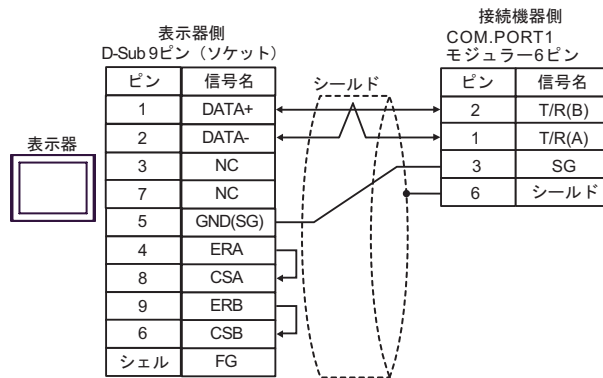 表示器側
D-Sub 9ピン（ソケット）
接続機器側
COM.PORT1
モジュラー6ピン
表示器
シールド
ピン 信号名
1 DATA+
2 DATA-
3 NC
7 NC
5 GND(SG)
4 ERA
8 CSA
9 ERB
6 CSB
シェル FG
ピン 信号名
2 T/R(B)
1 T/R(A)
3 SG
6 シールド